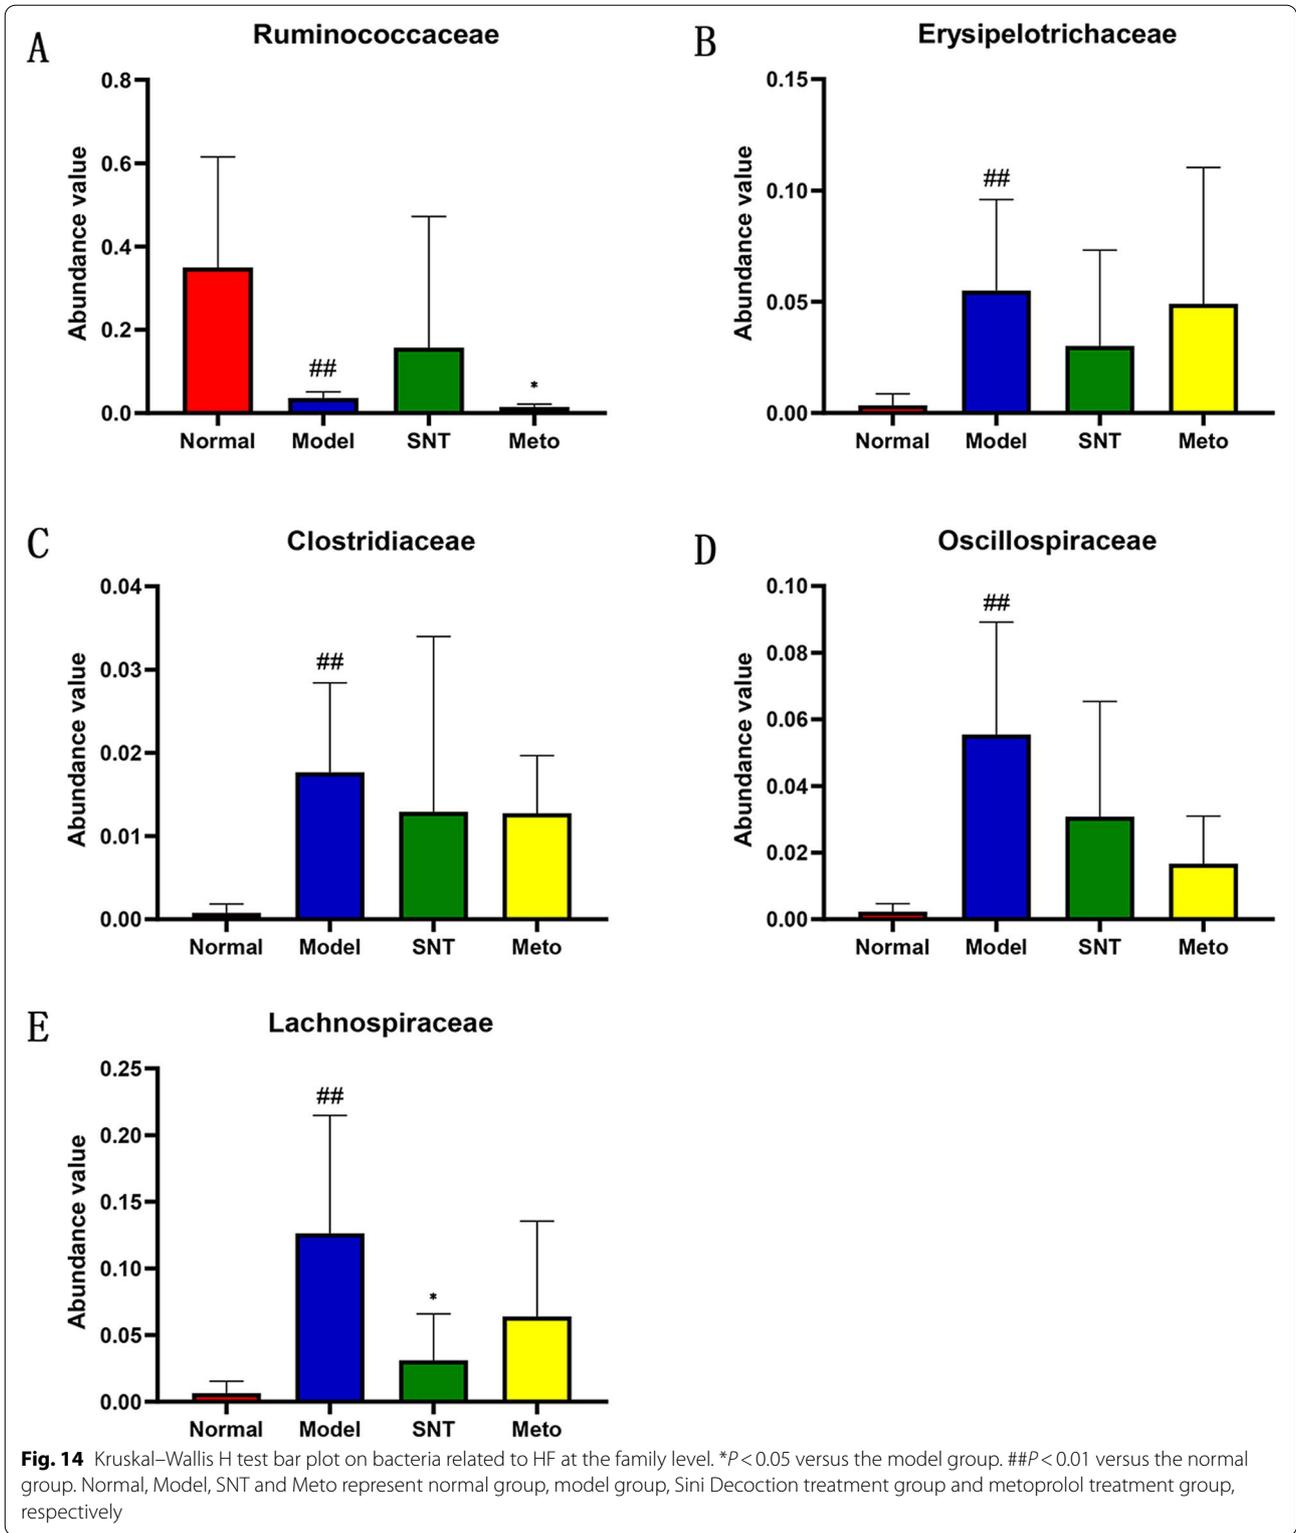 A
Ruminococcaceae
Abundance value
0.8
0.6
0.4
0.2
0.0
##
*
Normal Model SNT Meto
B
Erysipelotrichaceae
Abundance value
0.15
0.10
0.05
0.00
##
Normal Model SNT Meto
C
Clostridiaceae
Abundance value
0.04
0.03
0.02
0.01
0.00
##
Normal Model SNT Meto
D
Oscillospiraceae
Abundance value
0.10
0.08
0.06
0.04
0.02
0.00
##
Normal Model SNT Meto
E
Lachnospiraceae
Abundance value
0.25
0.20
0.15
0.10
0.05
0.00
##
*
Normal Model SNT Meto
Fig. 14 Kruskal–Wallis H test bar plot on bacteria related to HF at the family level. *P < 0.05 versus the model group. ##P < 0.01 versus the normal
group. Normal, Model, SNT and Meto represent normal group, model group, Sini Decoction treatment group and metoprolol treatment group,
respectively